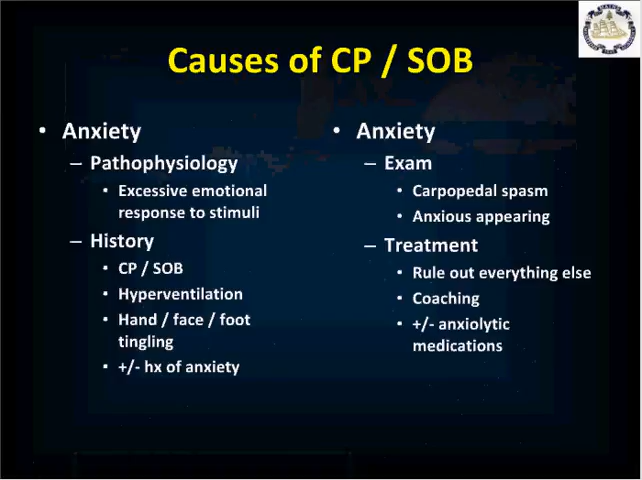 Causes of CP / SOB
• Anxiety
– Pathophysiology
▪ Excessive emotional
response to stimuli
– History
▪ CP / SOB
▪ Hyperventilation
▪ Hand / face / foot
tingling
▪ +/- hx of anxiety
• Anxiety
– Exam
▪ Carpopedal spasm
▪ Anxious appearing
– Treatment
▪ Rule out everything else
▪ Coaching
▪ +/- anxiolytic
medications